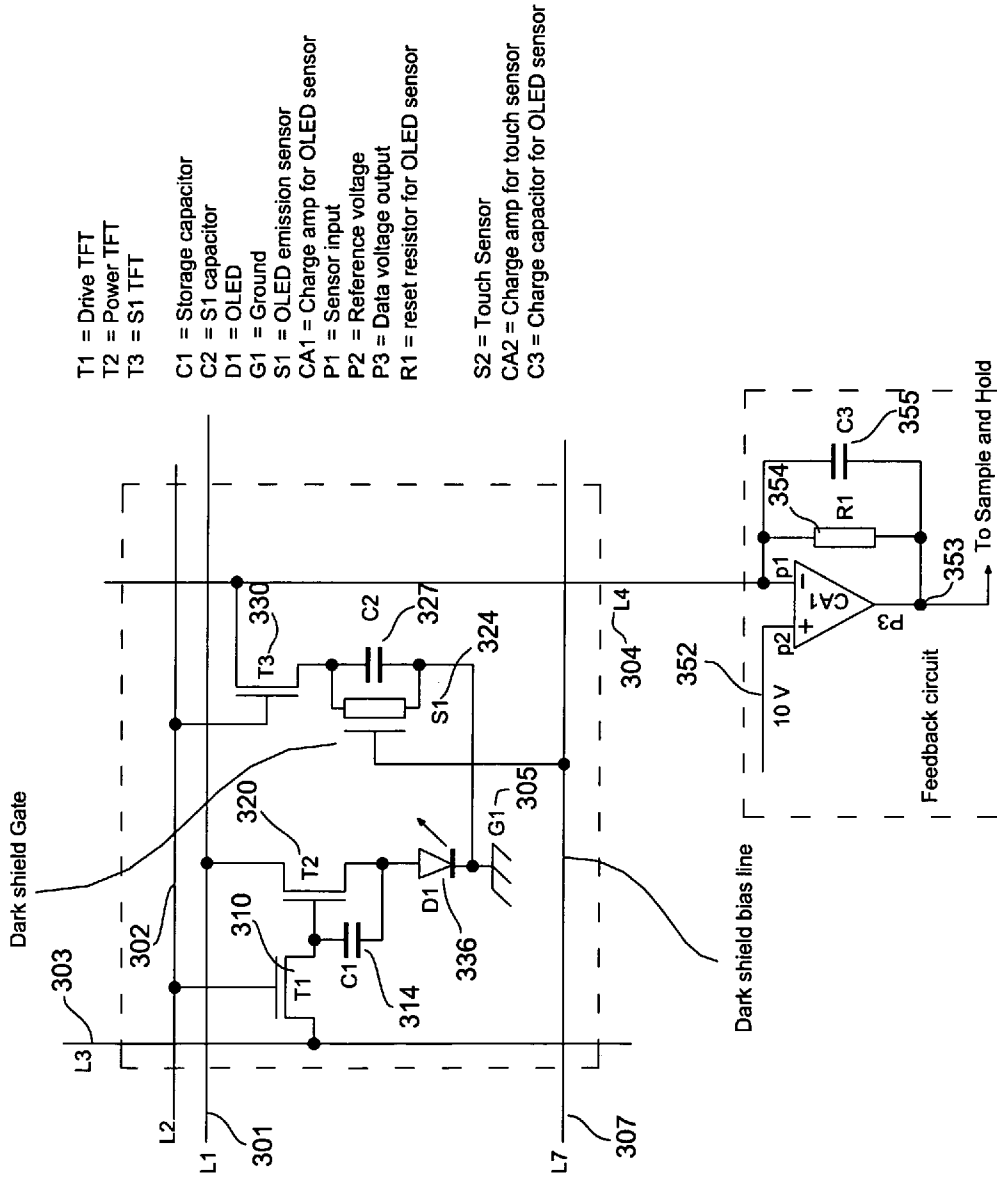 T1 = Drive TFT
T2 = Power TFT
T3 = S1 TFT
C1 = Storage capacitor
C2 = S1 capacitor
D1 = OLED
G1 = Ground
S1 = OLED emission sensor
CA1 = Charge amp for OLED sensor
P1 = Sensor input
P2 = Reference voltage
P3 = Data voltage output
R1 = reset resistor for OLED sensor
S2 = Touch Sensor
CA2 = Charge amp for touch sensor
C3 = Charge capacitor for OLED sensor
Dark shield Gate
303
L3
302
L2
L1
301
310
T1
320
T2
C1
314
D1
336
G1
305
T3
330
C2
327
S1
324
L7
307
Dark shield bias line
L4
304
352
10 V
p2
p1
+
−
CA1
P3
353
354
R1
C3
355
Feedback circuit
To Sample and Hold